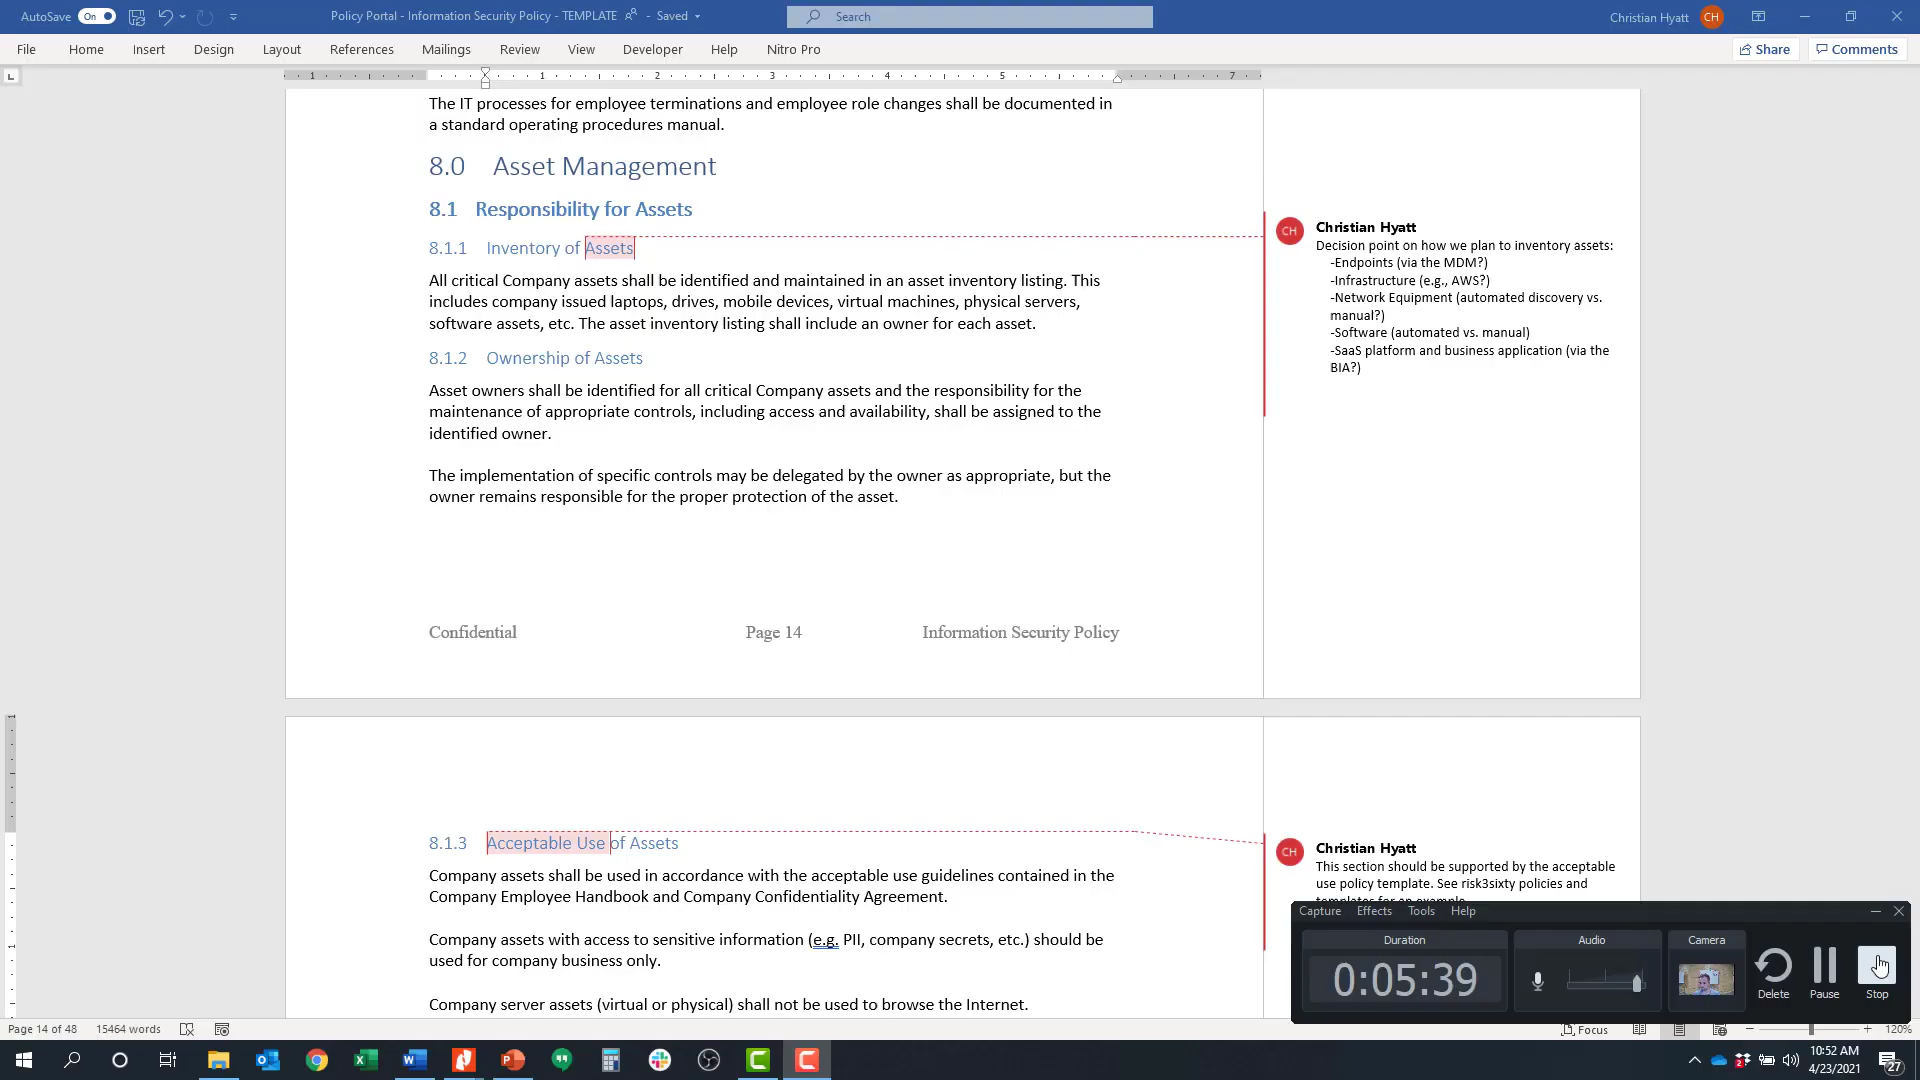 AutoSave On
Policy Portal - Information Security Policy - TEMPLATE - Saved
Search
Christian Hyatt CH
File Home Insert Design Layout References Mailings Review View Developer Help Nitro Pro
Share Comments
1 1 2 3 4 5 7
The IT processes for employee terminations and employee role changes shall be documented in
a standard operating procedures manual.
8.0 Asset Management
8.1 Responsibility for Assets
8.1.1 Inventory of Assets
All critical Company assets shall be identified and maintained in an asset inventory listing. This
includes company issued laptops, drives, mobile devices, virtual machines, physical servers,
software assets, etc. The asset inventory listing shall include an owner for each asset.
8.1.2 Ownership of Assets
Asset owners shall be identified for all critical Company assets and the responsibility for the
maintenance of appropriate controls, including access and availability, shall be assigned to the
identified owner.
The implementation of specific controls may be delegated by the owner as appropriate, but the
owner remains responsible for the proper protection of the asset.
Confidential Page 14 Information Security Policy
CH Christian Hyatt
Decision point on how we plan to inventory assets:
-Endpoints (via the MDM?)
-Infrastructure (e.g., AWS?)
-Network Equipment (automated discovery vs.
manual?)
-Software (automated vs. manual)
-SaaS platform and business application (via the
BIA?)
8.1.3 Acceptable Use of Assets
Company assets shall be used in accordance with the acceptable use guidelines contained in the
Company Employee Handbook and Company Confidentiality Agreement.
Company assets with access to sensitive information (e.g. PII, company secrets, etc.) should be
used for company business only.
Company server assets (virtual or physical) shall not be used to browse the Internet.
CH Christian Hyatt
This section should be supported by the acceptable
use policy template. See risk3sixty policies and
templates for an example
Capture Effects Tools Help
Duration Audio Camera
0:05:39
Delete Pause Stop
Page 14 of 48 15464 words
Focus
120%
10:52 AM
4/23/2021
27